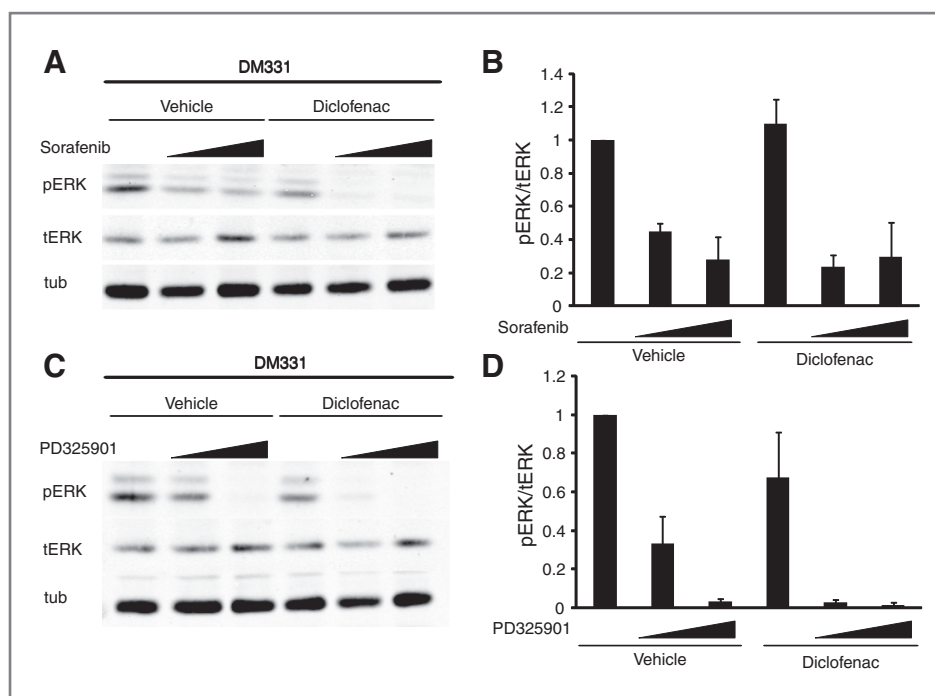 A
DM331
Vehicle Diclofenac
Sorafenib
pERK
tERK
tub
B
1.4
1.2
1
0.8
0.6
0.4
0.2
0
pERK/tERK
Sorafenib
Vehicle Diclofenac
C
DM331
Vehicle Diclofenac
PD325901
pERK
tERK
tub
D
1.2
1
0.8
0.6
0.4
0.2
0
pERK/tERK
PD325901
Vehicle Diclofenac